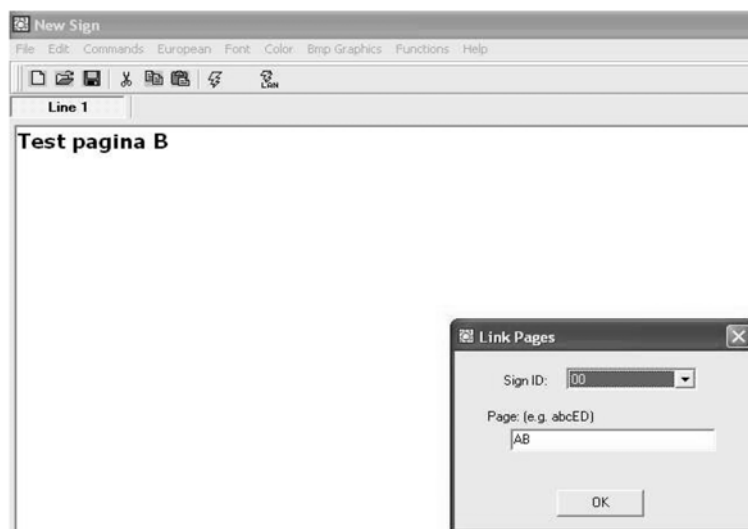 New Sign
File Edit Commands European Font Color Bmp Graphics Functions Help
LAN
Line 1
Test pagina B
Link Pages
Sign ID: 00
Page: (e.g. abcED)
AB
OK